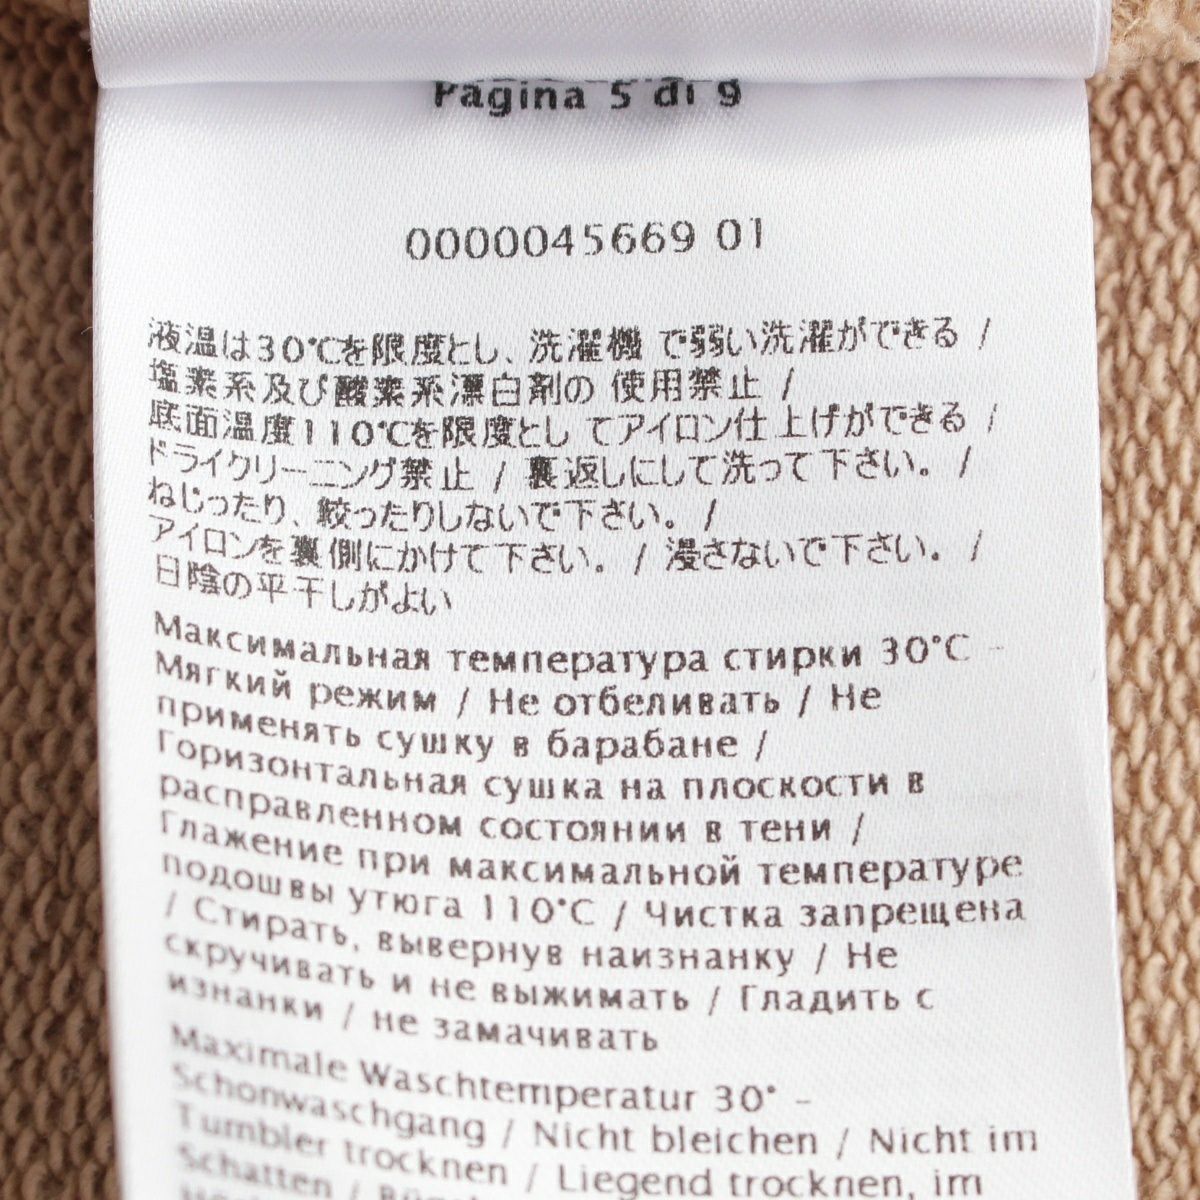 Pagina 5 di 9
0000045669 01
液温は30℃を限度とし、洗濯機 で弱い洗濯ができる /
塩素系及び酸素系漂白剤の 使用禁止 /
底面温度110℃を限度とし てアイロン仕上げができる /
ドライクリーニング禁止 / 裏返しにして洗って下さい。 /
ねじったり、絞ったりしないで下さい。 /
アイロンを裏側にかけて下さい。 / 浸さないで下さい。 /
日陰の平干しがよい
Максимальная температура стирки 30°C -
Мягкий режим / Не отбеливать / Не
применять сушку в барабане /
Горизонтальная сушка на плоскости в
расправленном состоянии в тени /
Глажение при максимальной температуре
подошвы утюга 110°C / Чистка запрещена
/ Стирать, вывернув наизнанку / Не
скручивать и не выжимать / Гладить с
изнанки / не замачивать
Maximale Waschtemperatur 30° -
Schonwaschgang / Nicht bleichen / Nicht im
Tumbler trocknen / Liegend trocknen, im
Schatten /